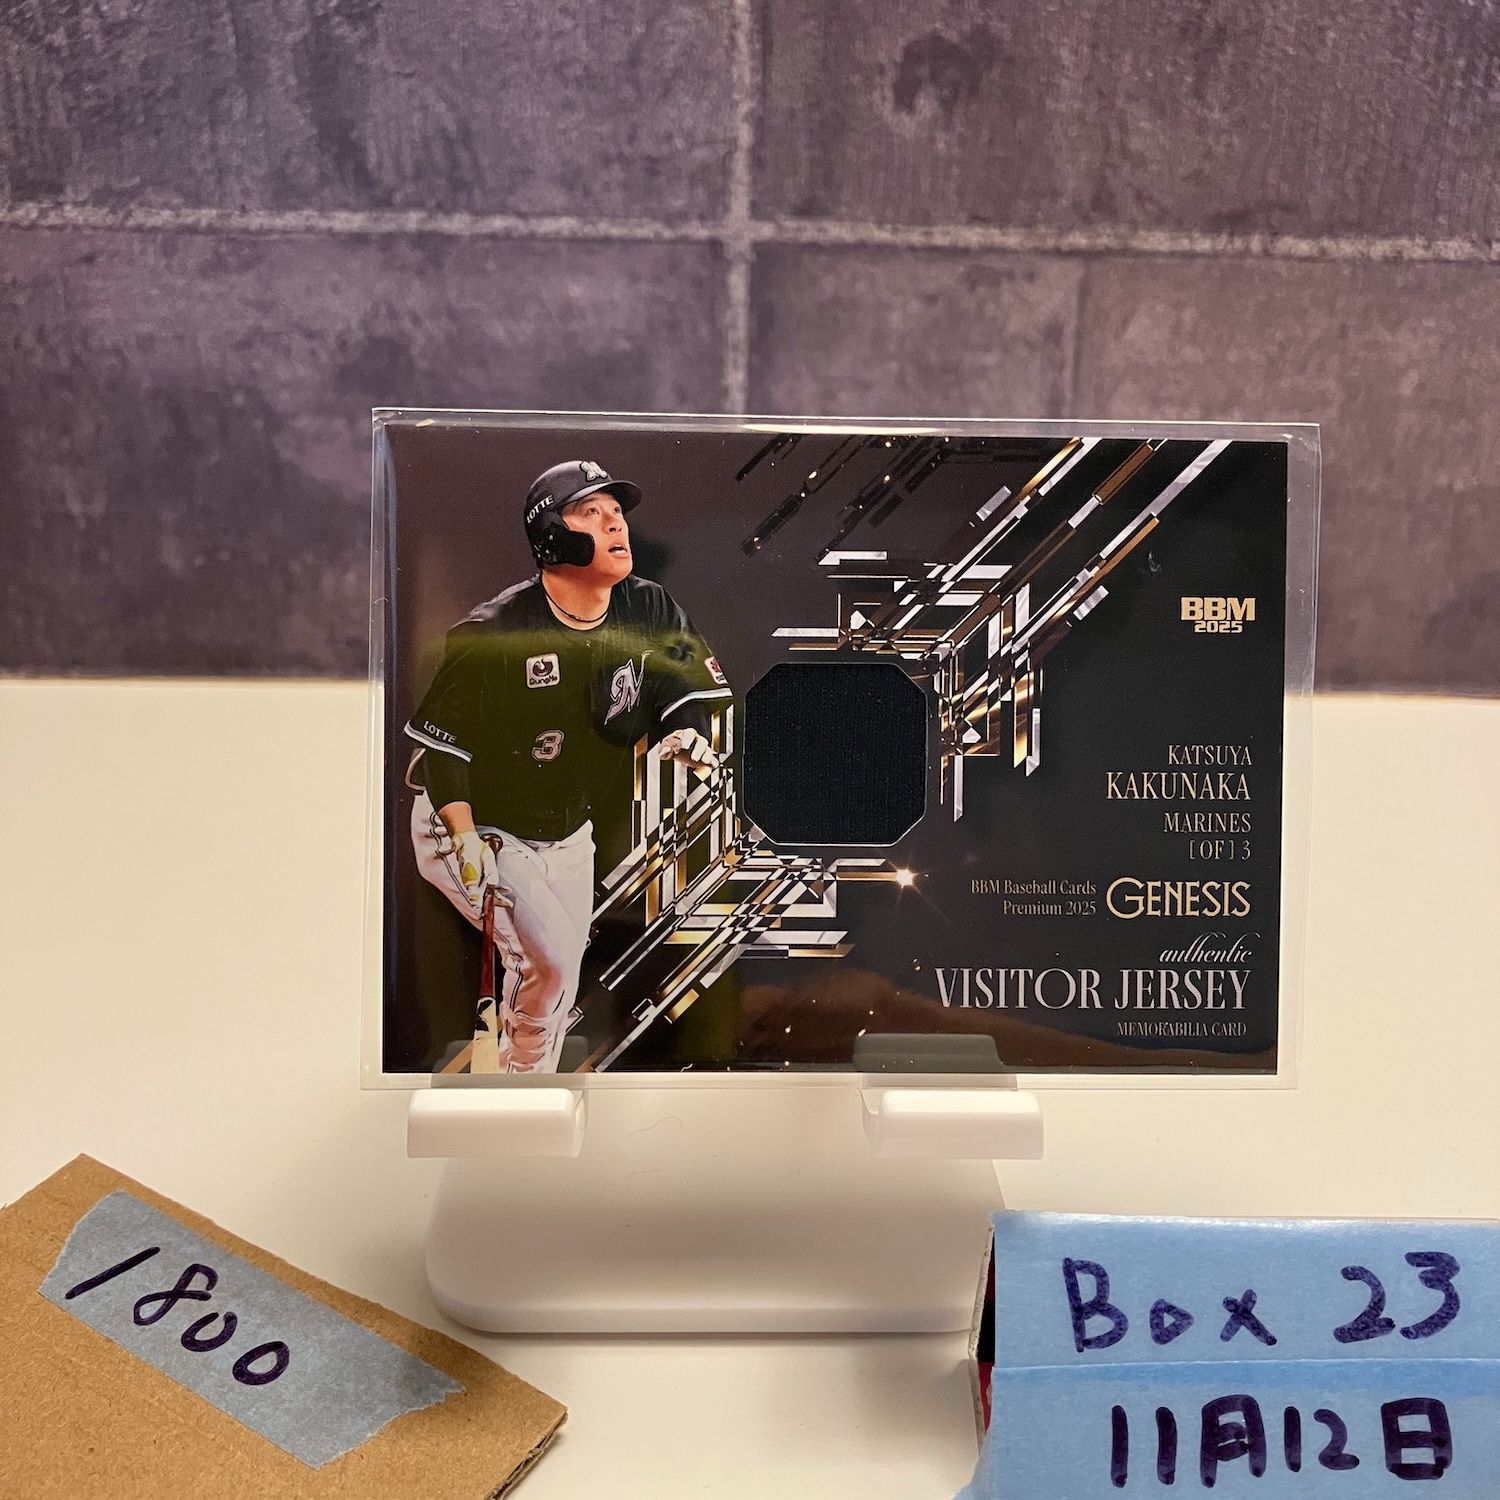 LOTTE
GungHo
LOTTE
3
BBM
2025
KATSUYA
KAKUNAKA
MARINES
[OF] 3
BBM Baseball Cards
Premium 2025
GENESIS
authentic
VISITOR JERSEY
MEMORABILIA CARD
1800
Box 23
11月12日